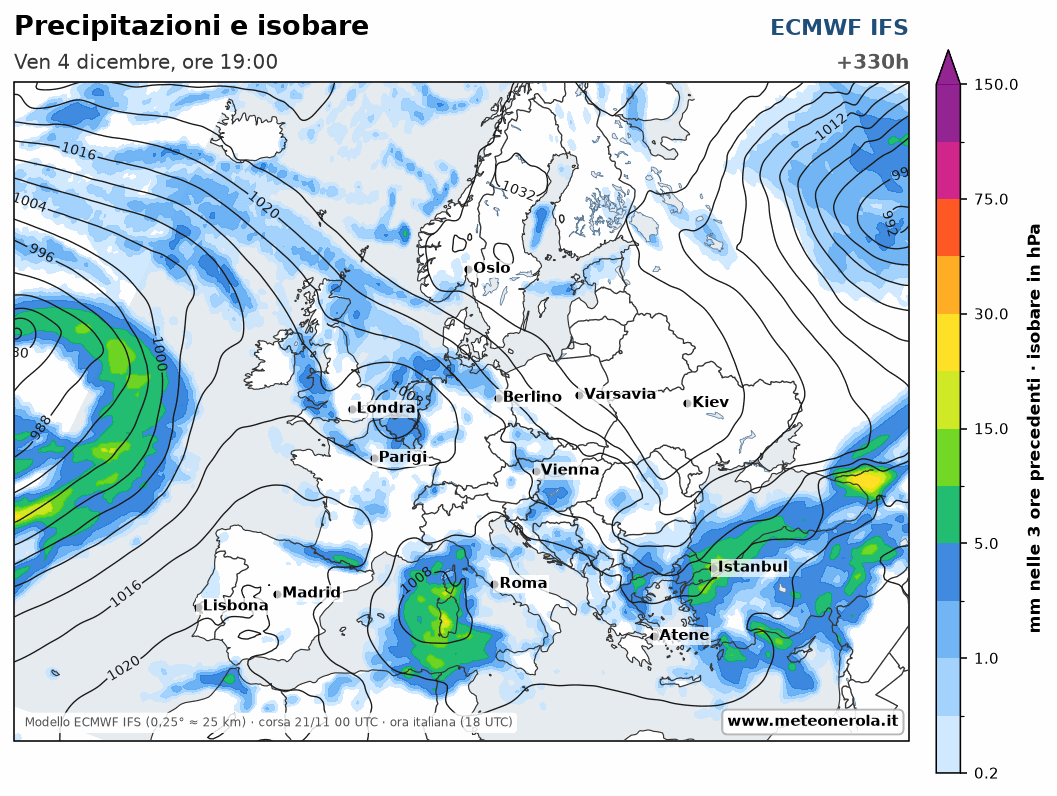 Precipitazioni e isobare
ECMWF IFS
Ven 4 dicembre, ore 19:00
+330h
150.0
75.0
30.0
15.0
5.0
1.0
0.2
mm nelle 3 ore precedenti · isobare in hPa
1016
1012
1004
1020
1032
996
992
1000
988
Oslo
Berlino
Varsavia
Kiev
Londra
Parigi
Vienna
1008
Istanbul
Roma
Madrid
Lisbona
Atene
1016
1020
Modello ECMWF IFS (0,25° ≈ 25 km) · corsa 21/11 00 UTC · ora italiana (18 UTC)
www.meteonerola.it